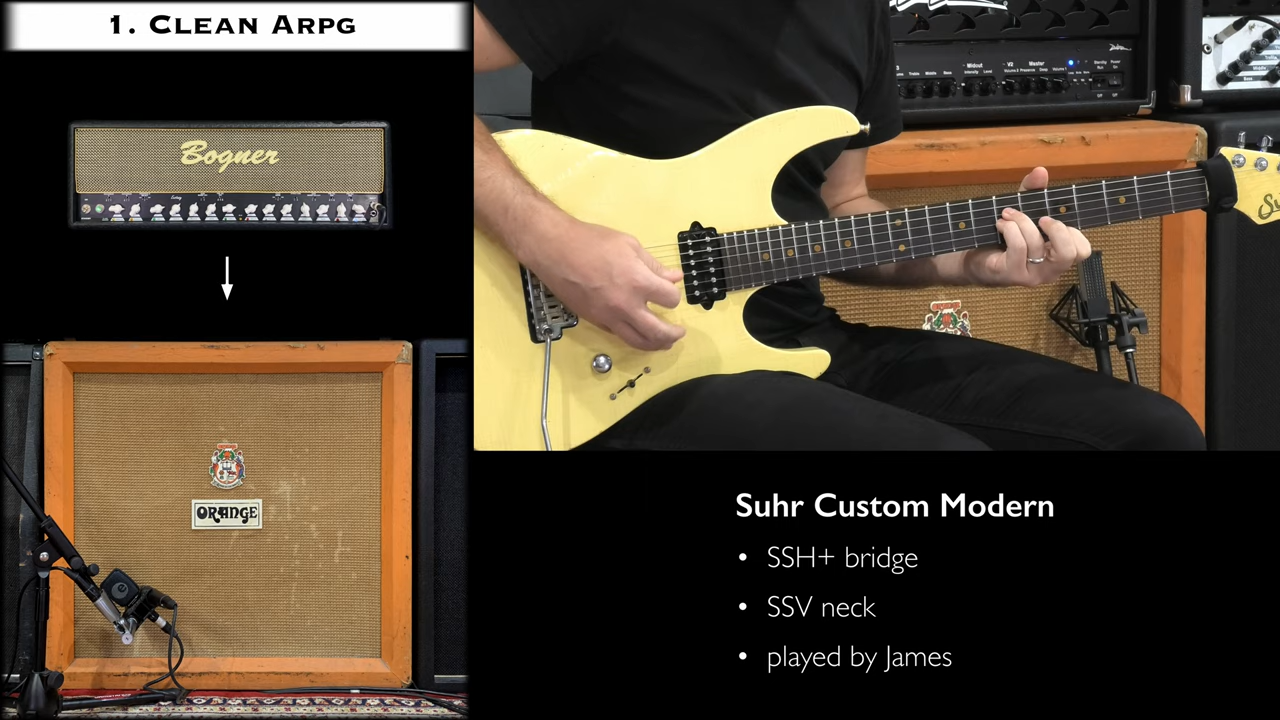 1. Clean Arpg
Bogner
ORANGE
Suhr Custom Modern
• SSH+ bridge
• SSV neck
• played by James